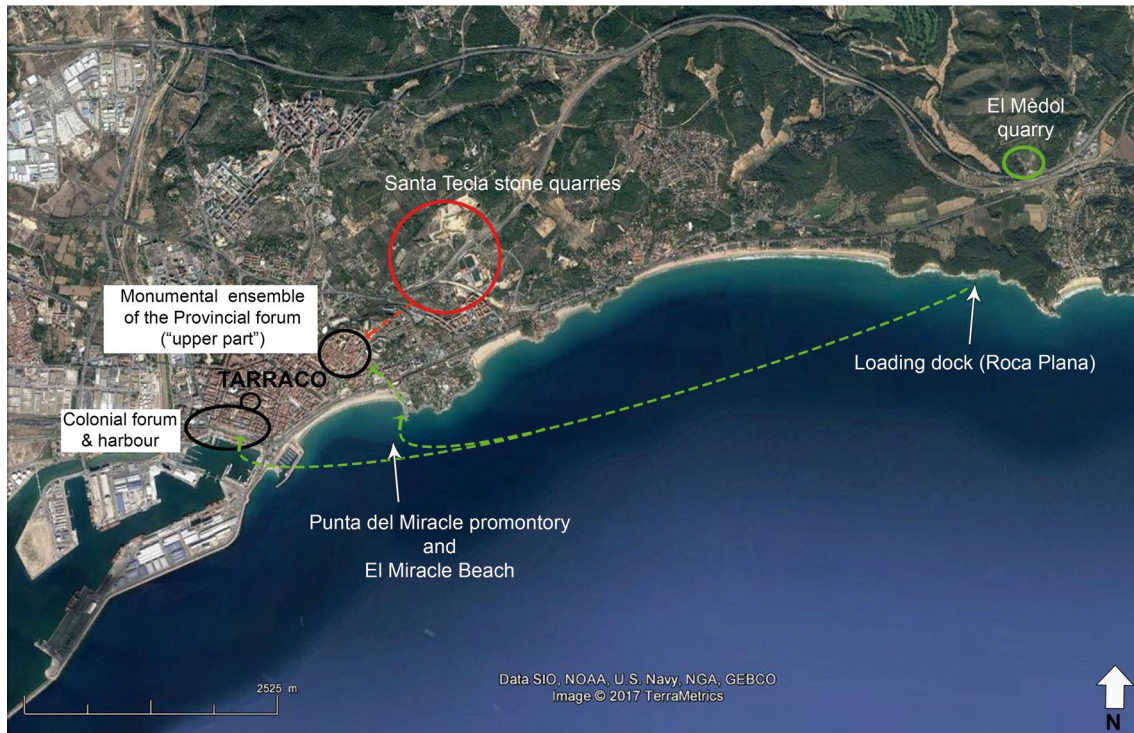 El Mèdol
quarry
Santa Tecla stone quarries
Monumental ensemble
of the Provincial forum
(“upper part”)
TARRACO
Loading dock (Roca Plana)
Colonial forum
& harbour
Punta del Miracle promontory
and
El Miracle Beach
2525 m
Data SIO, NOAA, U.S. Navy, NGA, GEBCO
Image © 2017 TerraMetrics
N